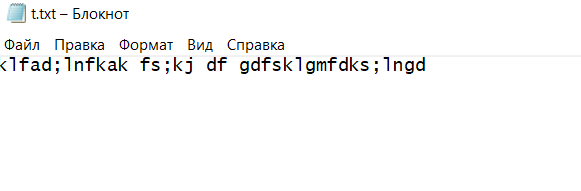 t.txt – Блокнот
Файл Правка Формат Вид Справка
klfad;lnfkak fs;kj df gdfsklgmfdks;lngd